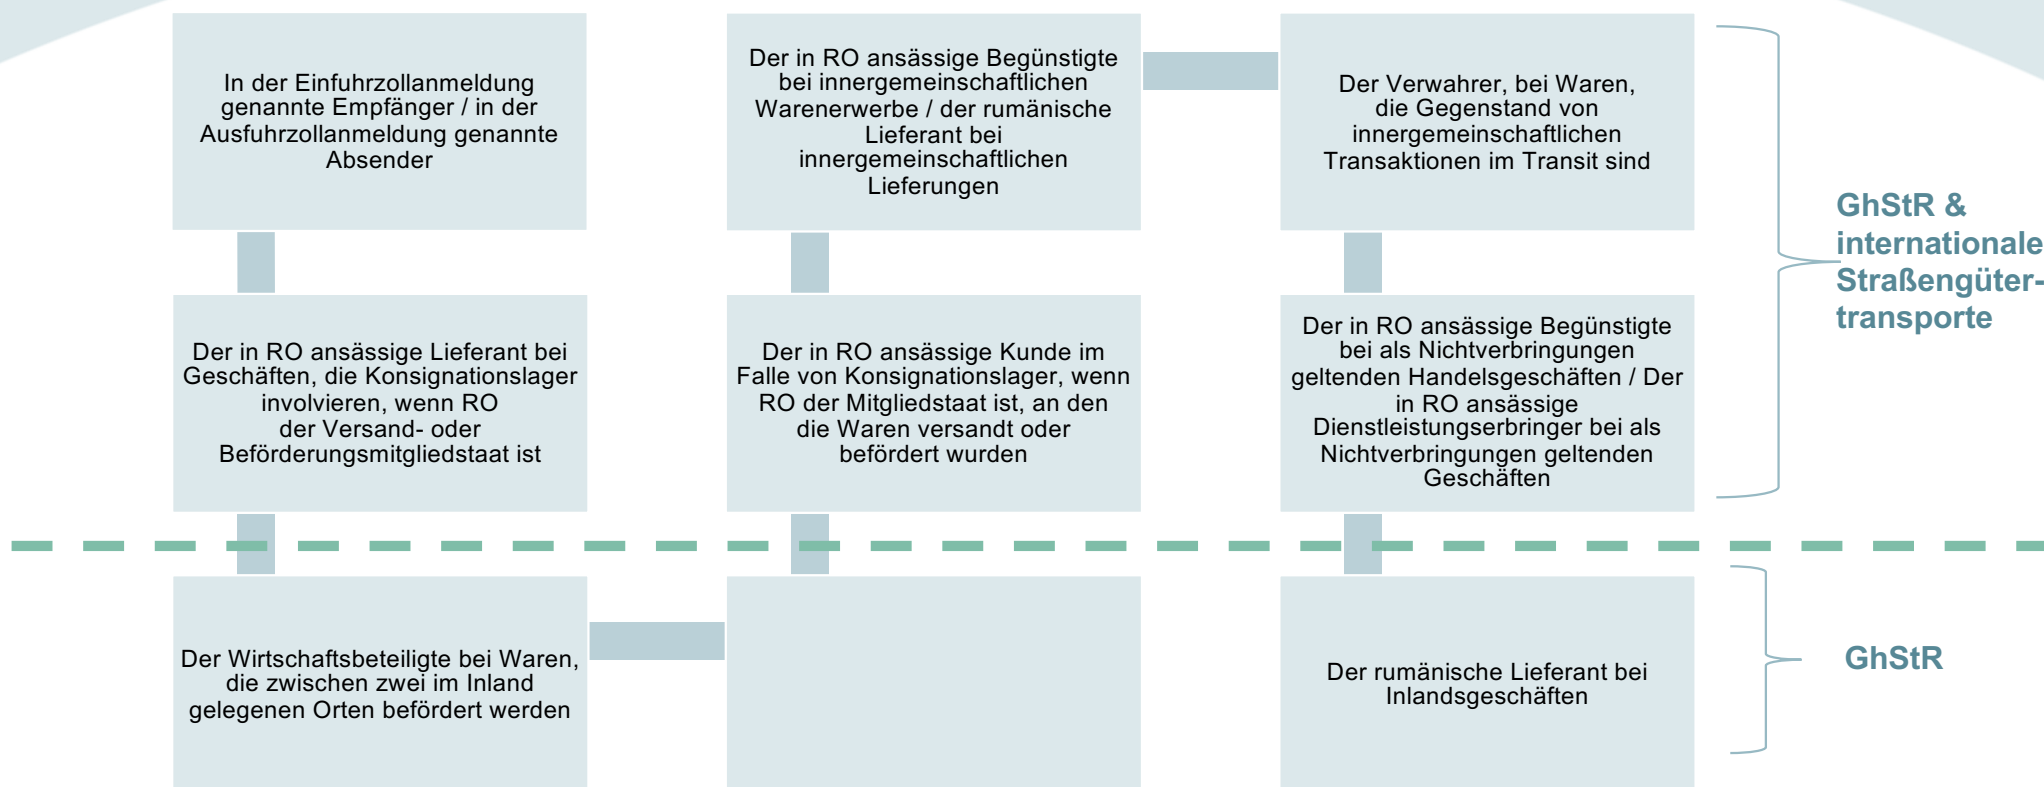 In der Einfuhrzollanmeldung
genannte Empfänger / in der
Ausfuhrzollanmeldung genannte
Absender
Der in RO ansässige Begünstigte
bei innergemeinschaftlichen
Warenerwerbe / der rumänische
Lieferant bei
innergemeinschaftlichen
Lieferungen
Der Verwahrer, bei Waren,
die Gegenstand von
innergemeinschaftlichen
Transaktionen im Transit sind
GhStR &
internationale
Straßengüter-
transporte
Der in RO ansässige Lieferant bei
Geschäften, die Konsignationslager
involvieren, wenn RO
der Versand- oder
Beförderungsmitgliedstaat ist
Der in RO ansässige Kunde im
Falle von Konsignationslager, wenn
RO der Mitgliedstaat ist, an den
die Waren versandt oder
befördert wurden
Der in RO ansässige Begünstigte
bei als Nichtverbringungen
geltenden Handelsgeschäften / Der
in RO ansässige
Dienstleistungserbringer bei als
Nichtverbringungen geltenden
Geschäften
Der Wirtschaftsbeteiligte bei Waren,
die zwischen zwei im Inland
gelegenen Orten befördert werden
Der rumänische Lieferant bei
Inlandsgeschäften
GhStR